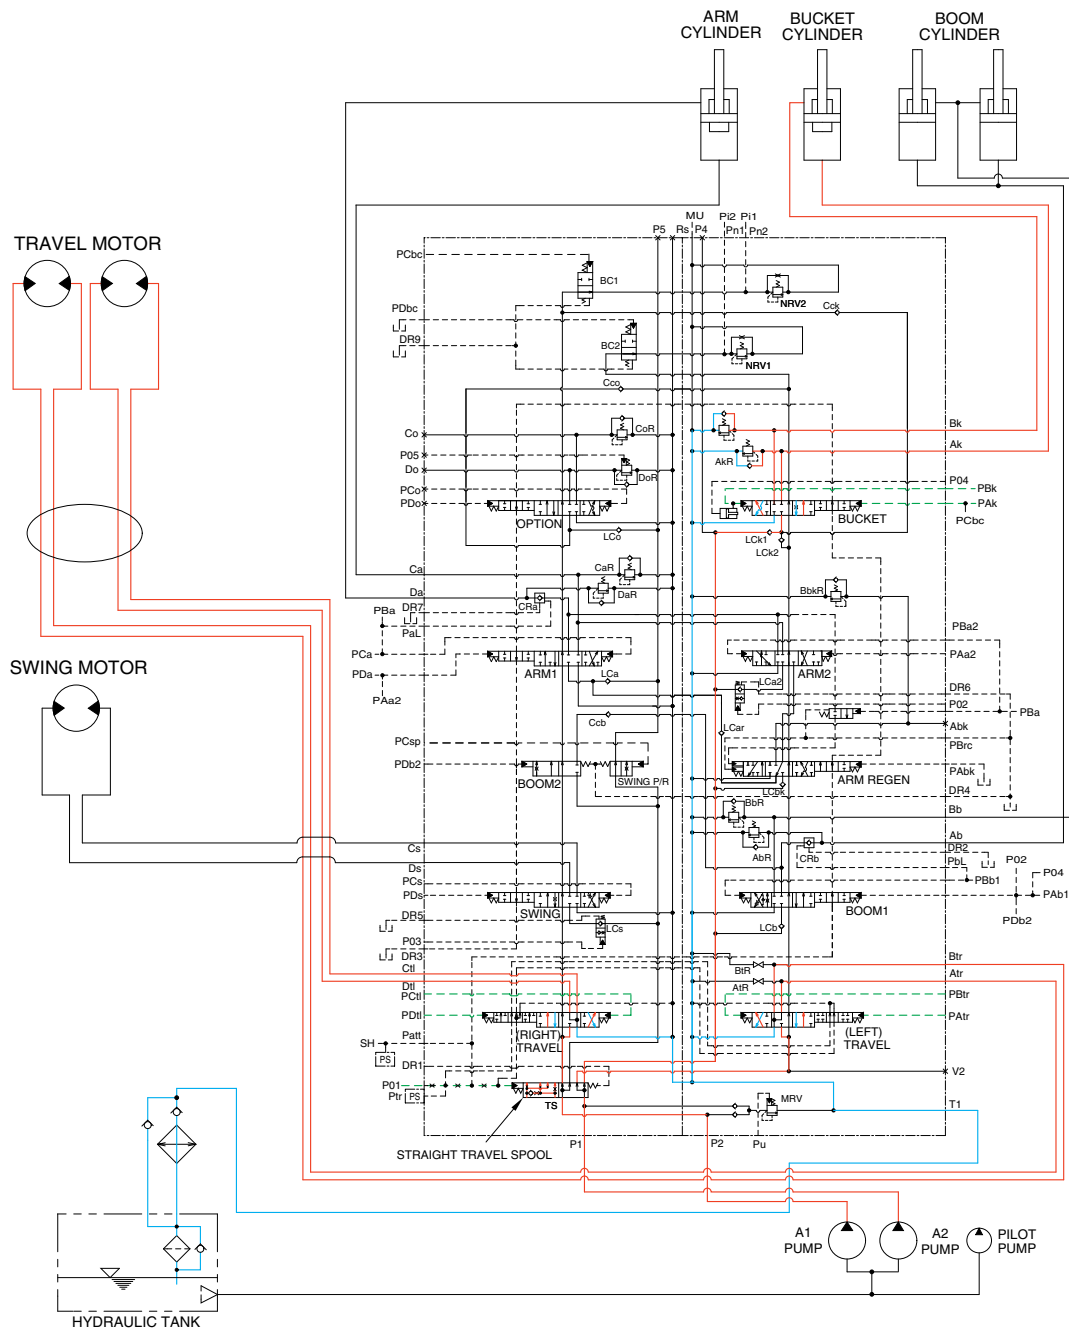 ARM CYLINDER
BUCKET CYLINDER
BOOM CYLINDER
TRAVEL MOTOR
SWING MOTOR
MU
Pi2
Pi1
P5
Rs
P4
Pn1
Pn2
PCbc
BC1
NRV2
Cck
PDbc
DR9
BC2
NRV1
Cco
Co
CoR
Bk
P05
Ak
Do
DoR
AkR
PCo
P04
PBk
PDo
PAk
OPTION
BUCKET
PCbc
LCo
LCk1
LCk2
Ca
CaR
Da
DaR
BbkR
PBa
DR7
CRa
PaL
PBa2
PCa
PAa2
PDa
ARM1
LCa
LCa2
ARM2
PAa2
DR6
P02
PBa
Ccb
LCar
Abk
PCsp
PBrc
PDb2
PAbk
BOOM2
SWING P/R
LCbk
ARM REGEN
DR4
BbR
Bb
AbR
CRb
Ab
Cs
DR2
PbL
P02
P04
Ds
PCs
PBb1
PDs
PAb1
SWING
BOOM1
PDb2
DR5
LCs
LCb
P03
DR3
Ctl
BtR
Btr
AtR
Atr
Dtl
PCtl
PBtr
PDtl
PAtr
(RIGHT) TRAVEL
(LEFT) TRAVEL
Patt
SH
PS
DR1
P01
Ptr
PS
TS
V2
MRV
T1
P1
P2
Pu
STRAIGHT TRAVEL SPOOL
A1 PUMP
A2 PUMP
PILOT PUMP
HYDRAULIC TANK